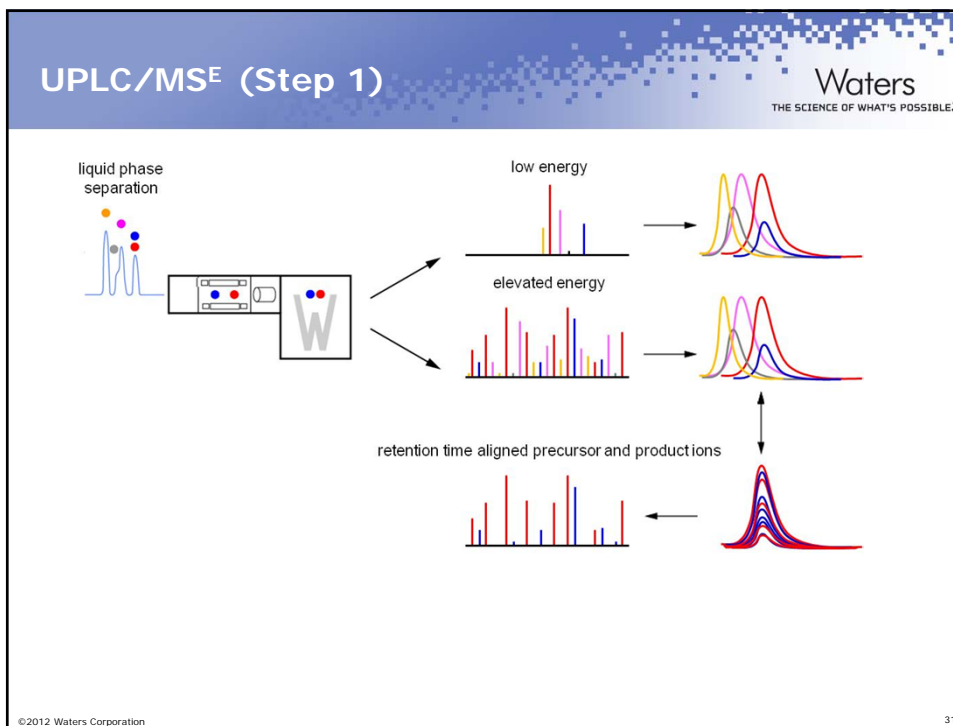 UPLC/MSᴱ (Step 1)
Waters
THE SCIENCE OF WHAT'S POSSIBLE.
liquid phase
separation
low energy
elevated energy
W
retention time aligned precursor and product ions
©2012 Waters Corporation
31